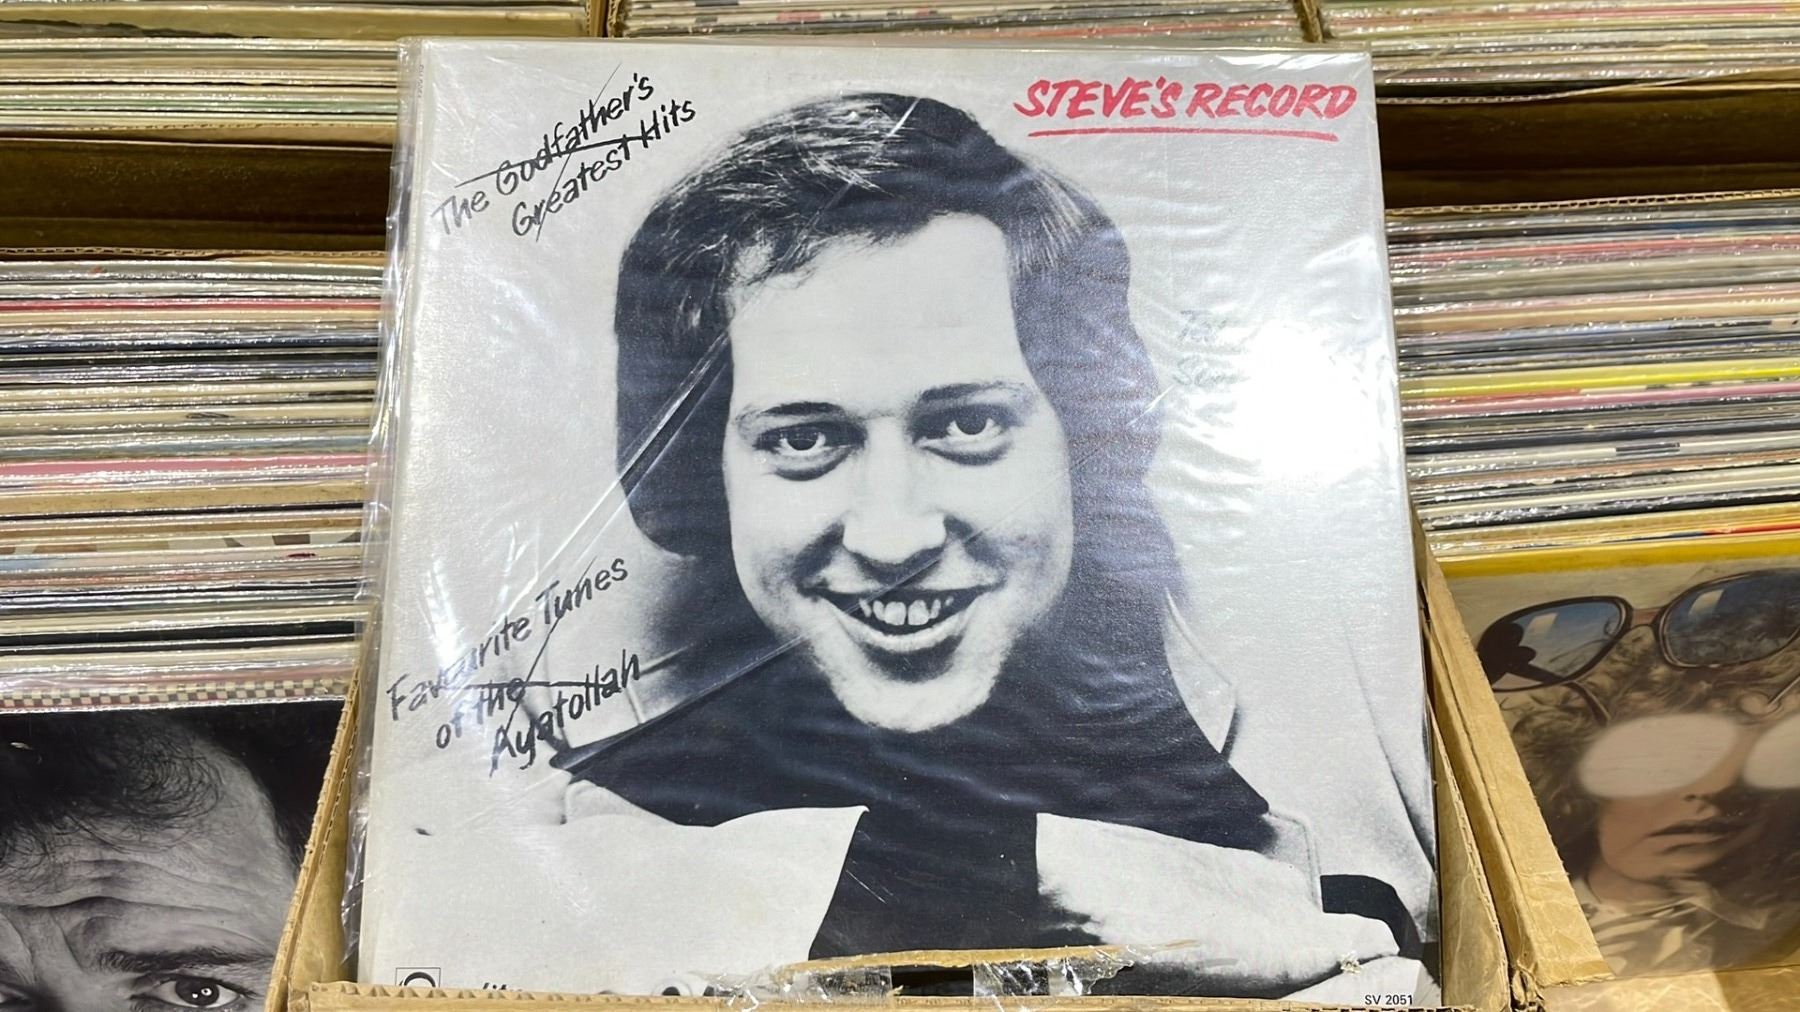 The Godfather's
Greatest Hits
STEVE'S RECORD
Favourite Tunes
of the
Ayatollah
SV 2051